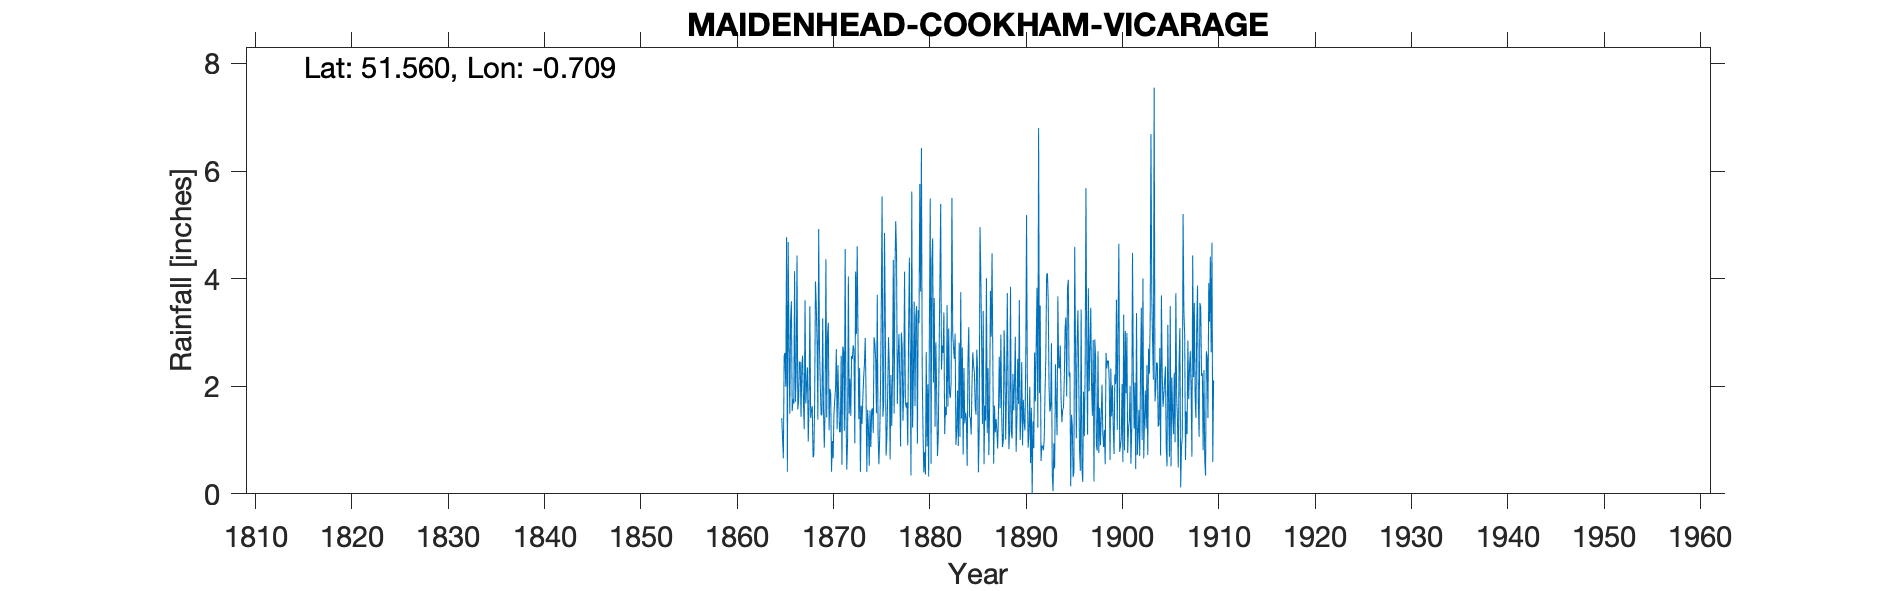 MAIDENHEAD-COOKHAM-VICARAGE
Lat: 51.560, Lon: -0.709
8
6
4
2
0
Rainfall [inches]
1810 1820 1830 1840 1850 1860 1870 1880 1890 1900 1910 1920 1930 1940 1950 1960
Year